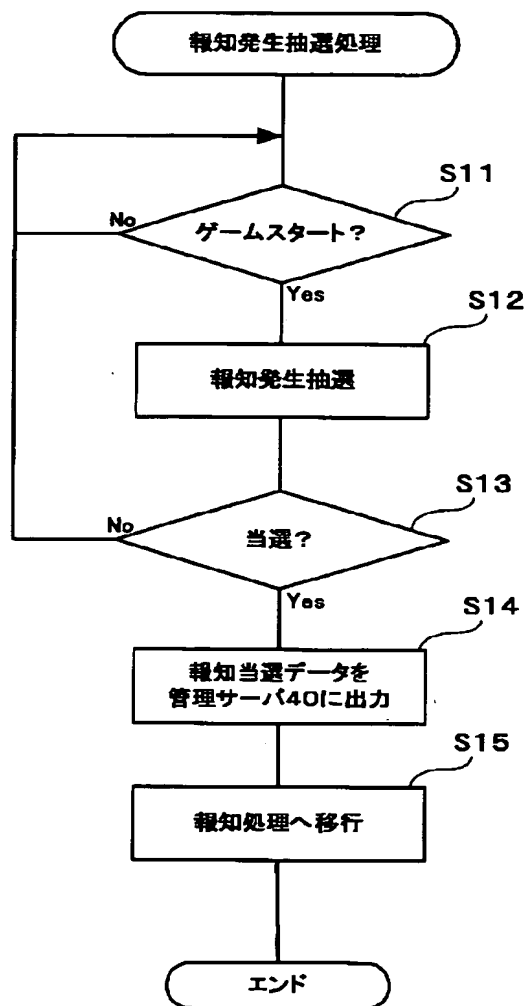 報知発生抽選処理
S11
No
ゲームスタート?
Yes
S12
報知発生抽選
S13
No
当選?
Yes
S14
報知当選データを
管理サーバ40に出力
S15
報知処理へ移行
エンド